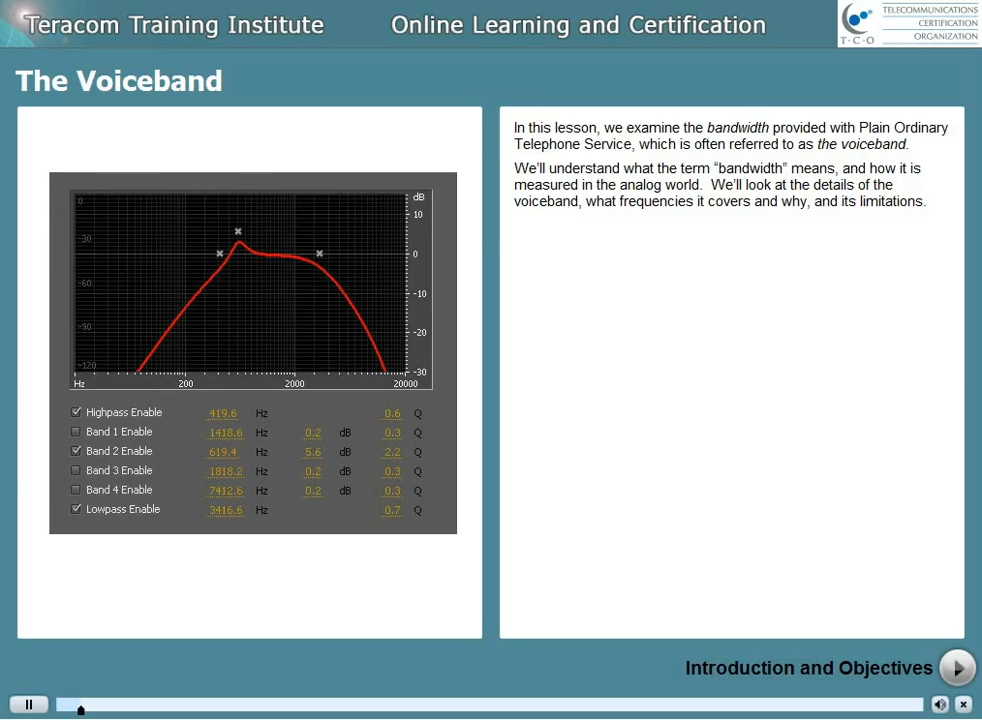 Teracom Training Institute
Online Learning and Certification
TELECOMMUNICATIONS
CERTIFICATION
ORGANIZATION
T·C·O
The Voiceband
In this lesson, we examine the bandwidth provided with Plain Ordinary
Telephone Service, which is often referred to as the voiceband.
We'll understand what the term “bandwidth” means, and how it is
measured in the analog world. We'll look at the details of the
voiceband, what frequencies it covers and why, and its limitations.
0
-30
-60
-90
-120
dB
10
0
-10
-20
-30
Hz 200 2000 20000
Highpass Enable 419.6 Hz 0.6 Q
Band 1 Enable 1418.6 Hz 0.2 dB 0.3 Q
Band 2 Enable 619.4 Hz 5.6 dB 2.2 Q
Band 3 Enable 1818.2 Hz 0.2 dB 0.3 Q
Band 4 Enable 7412.6 Hz 0.2 dB 0.3 Q
Lowpass Enable 3416.6 Hz 0.7 Q
Introduction and Objectives